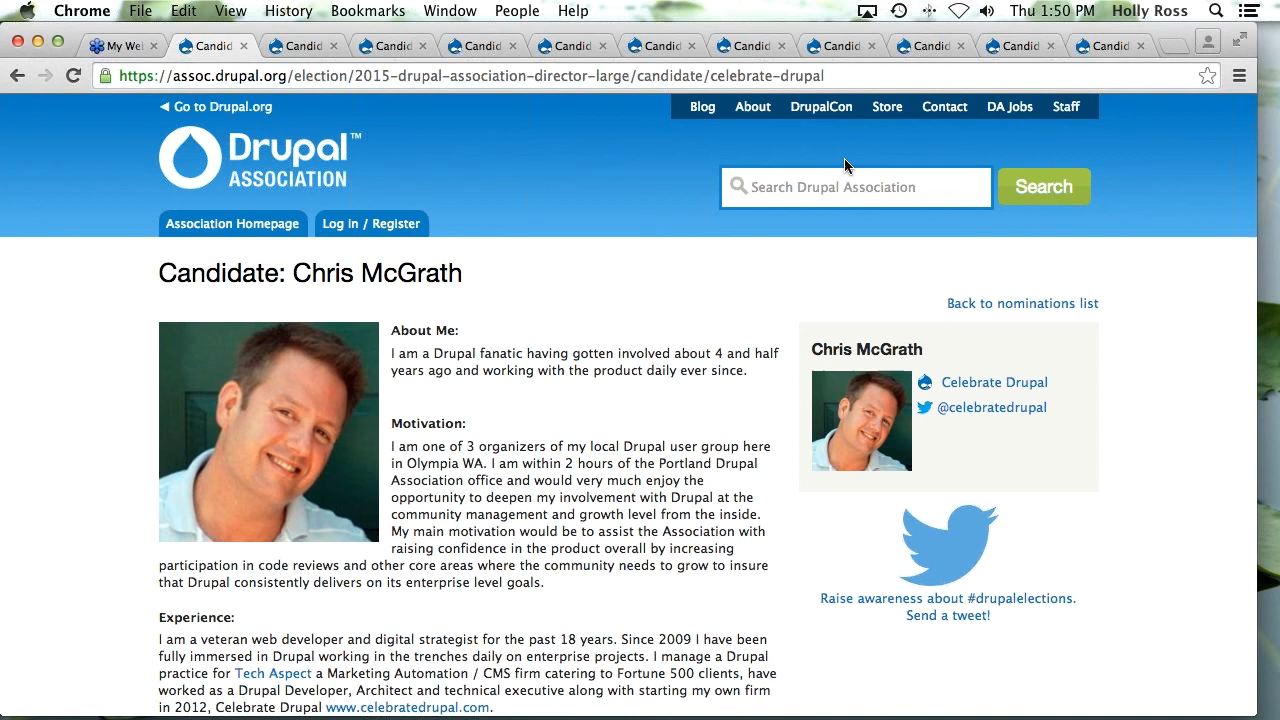 Chrome File Edit View History Bookmarks Window People Help Thu 1:50 PM Holly Ross
My Wel Candid Candid Candid Candid Candid Candid Candid Candid Candid Candid Candid
https://assoc.drupal.org/election/2015-drupal-association-director-large/candidate/celebrate-drupal
Go to Drupal.org Blog About DrupalCon Store Contact DA Jobs Staff
Drupal™
ASSOCIATION
Search Drupal Association Search
Association Homepage Log in / Register
Candidate: Chris McGrath
Back to nominations list
About Me:
I am a Drupal fanatic having gotten involved about 4 and half
years ago and working with the product daily ever since.
Motivation:
I am one of 3 organizers of my local Drupal user group here
in Olympia WA. I am within 2 hours of the Portland Drupal
Association office and would very much enjoy the
opportunity to deepen my involvement with Drupal at the
community management and growth level from the inside.
My main motivation would be to assist the Association with
raising confidence in the product overall by increasing
participation in code reviews and other core areas where the community needs to grow to insure
that Drupal consistently delivers on its enterprise level goals.
Experience:
I am a veteran web developer and digital strategist for the past 18 years. Since 2009 I have been
fully immersed in Drupal working in the trenches daily on enterprise projects. I manage a Drupal
practice for Tech Aspect a Marketing Automation / CMS firm catering to Fortune 500 clients, have
worked as a Drupal Developer, Architect and technical executive along with starting my own firm
in 2012, Celebrate Drupal www.celebratedrupal.com.
Chris McGrath
Celebrate Drupal
@celebratedrupal
Raise awareness about #drupalelections.
Send a tweet!